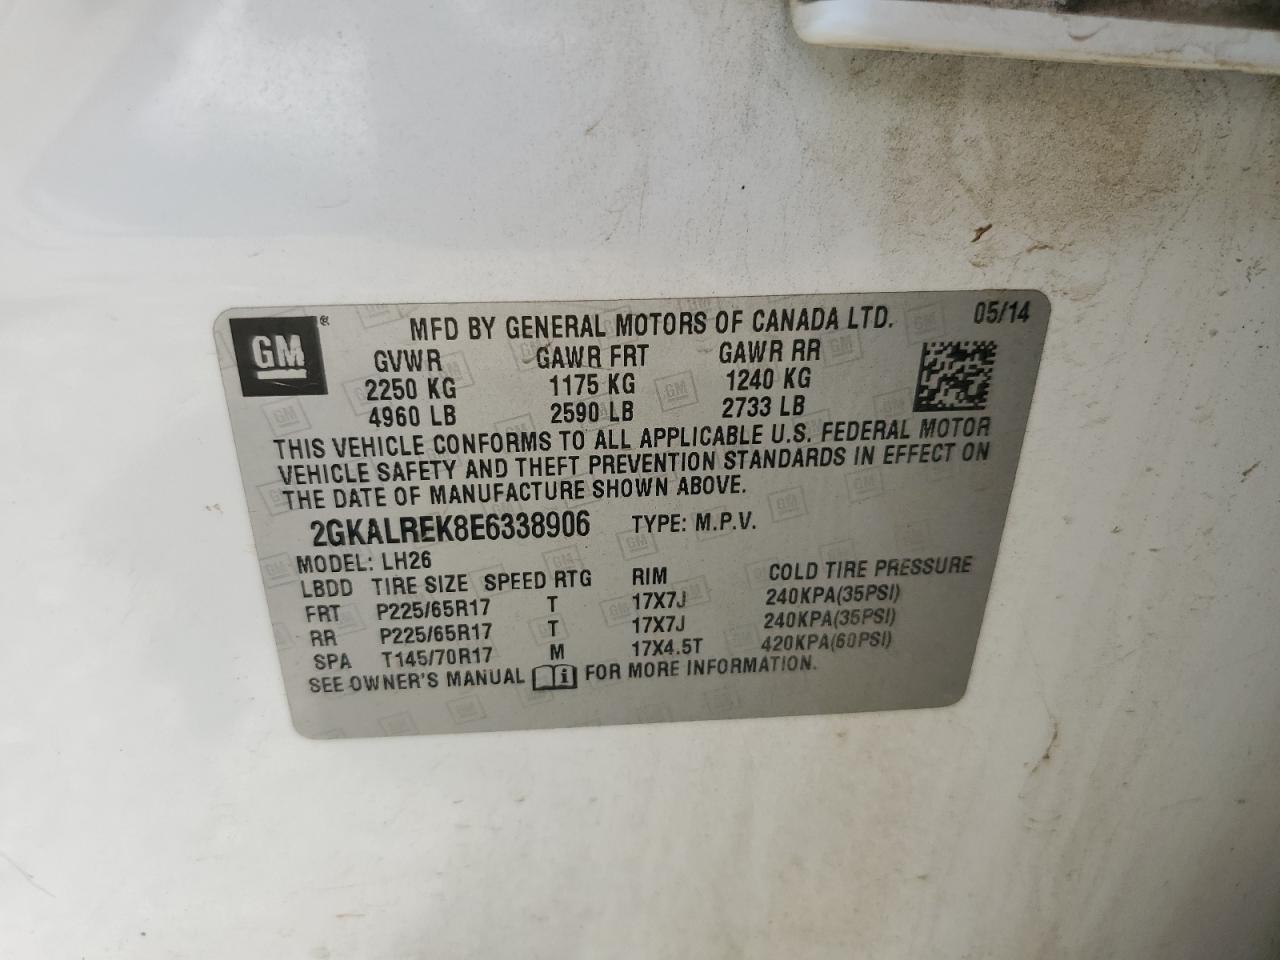 GM ® MFD BY GENERAL MOTORS OF CANADA LTD. 05/14
GVWR GAWR FRT GAWR RR
2250 KG 1175 KG 1240 KG
4960 LB 2590 LB 2733 LB
THIS VEHICLE CONFORMS TO ALL APPLICABLE U.S. FEDERAL MOTOR
VEHICLE SAFETY AND THEFT PREVENTION STANDARDS IN EFFECT ON
THE DATE OF MANUFACTURE SHOWN ABOVE.
2GKALREK8E6338906 TYPE: M.P.V.
MODEL: LH26
LBDD TIRE SIZE SPEED RTG RIM COLD TIRE PRESSURE
FRT P225/65R17 T 17X7J 240KPA(35PSI)
RR P225/65R17 T 17X7J 240KPA(35PSI)
SPA T145/70R17 M 17X4.5T 420KPA(60PSI)
SEE OWNER'S MANUAL i FOR MORE INFORMATION.